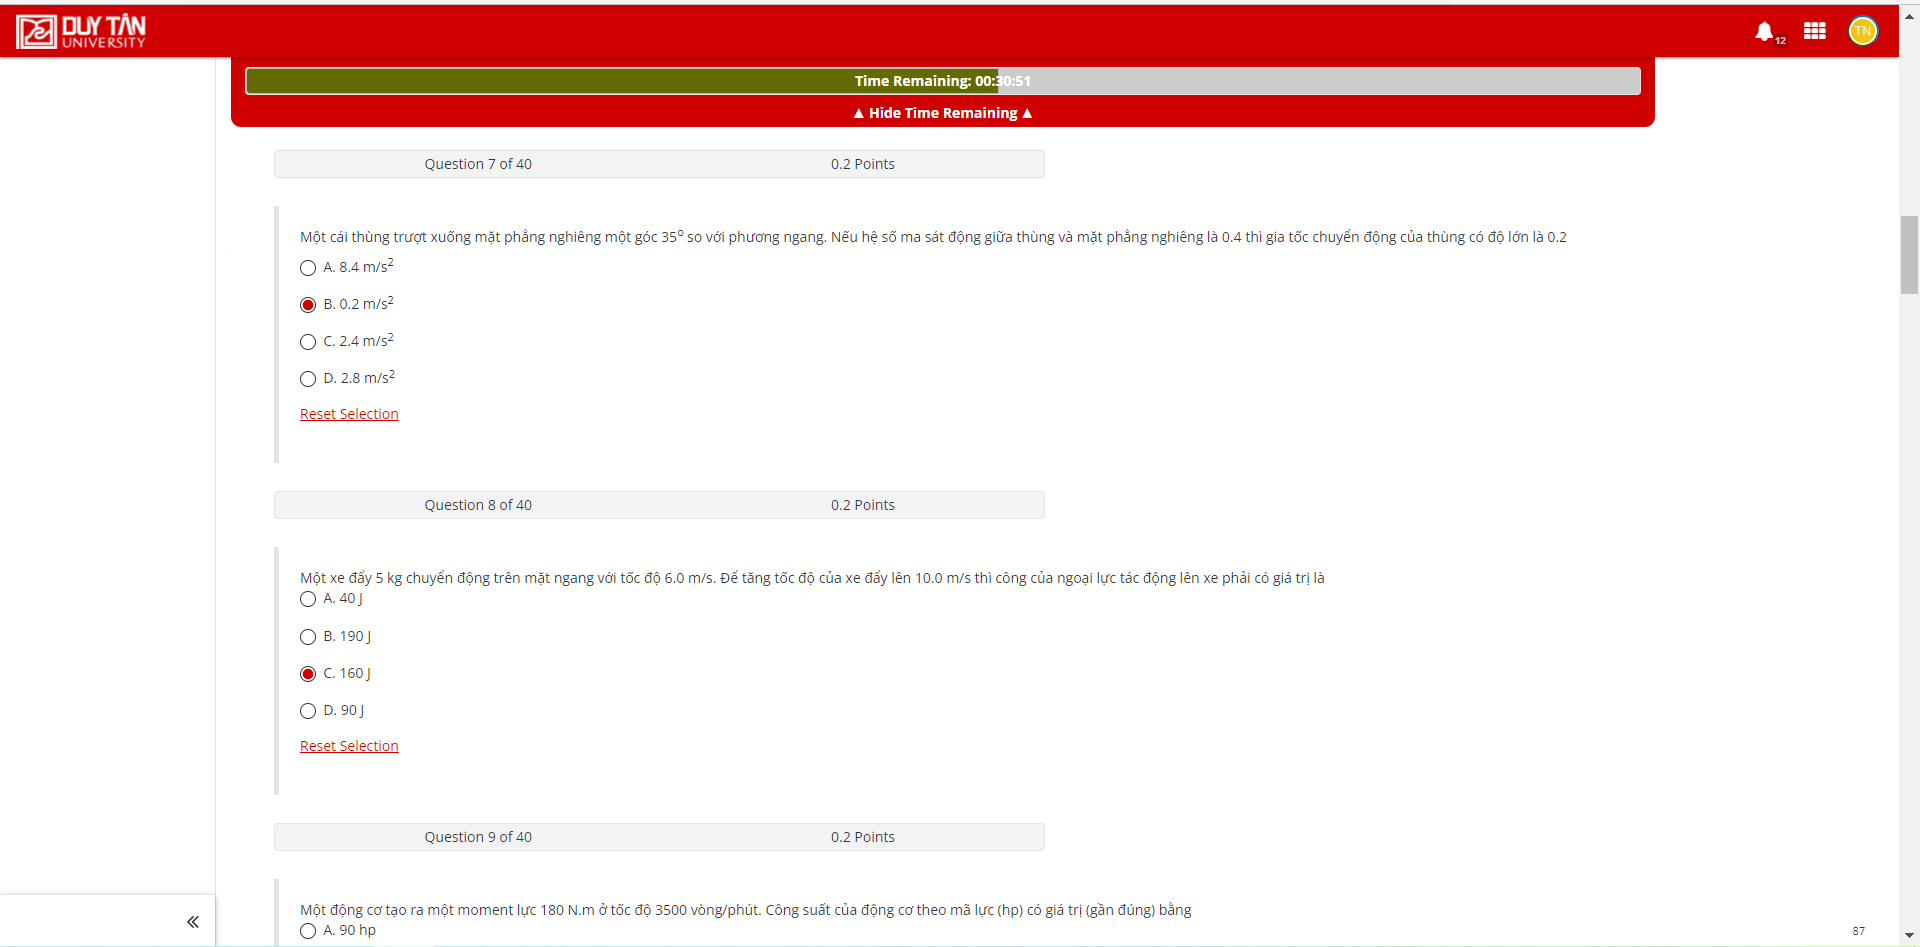 DUY TÂN
UNIVERSITY
12
TN
Time Remaining: 00:30:51
▲ Hide Time Remaining ▲
Question 7 of 40 0.2 Points
Một cái thùng trượt xuống mặt phẳng nghiêng một góc 35⁰ so với phương ngang. Nếu hệ số ma sát động giữa thùng và mặt phẳng nghiêng là 0.4 thì gia tốc chuyển động của thùng có độ lớn là 0.2
A. 8.4 m/s²
B. 0.2 m/s²
C. 2.4 m/s²
D. 2.8 m/s²
Reset Selection
Question 8 of 40 0.2 Points
Một xe đẩy 5 kg chuyển động trên mặt ngang với tốc độ 6.0 m/s. Để tăng tốc độ của xe đẩy lên 10.0 m/s thì công của ngoại lực tác động lên xe phải có giá trị là
A. 40 J
B. 190 J
C. 160 J
D. 90 J
Reset Selection
Question 9 of 40 0.2 Points
Một động cơ tạo ra một moment lực 180 N.m ở tốc độ 3500 vòng/phút. Công suất của động cơ theo mã lực (hp) có giá trị (gần đúng) bằng
A. 90 hp
87